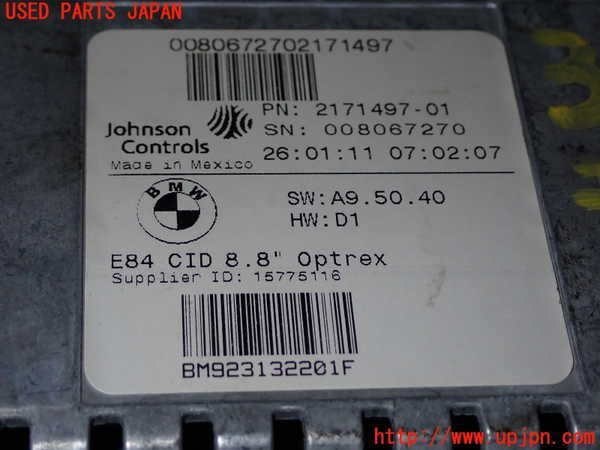 USED PARTS JAPAN
0080672702171497
PN: 2171497-01
SN: 008067270
Johnson Controls
Made in Mexico
26:01:11 07:02:07
BMW
SW:A9.50.40
HW:D1
E84 CID 8.8" Optrex
Supplier ID: 15775116
BM923132201F
http://www.upjpn.com/